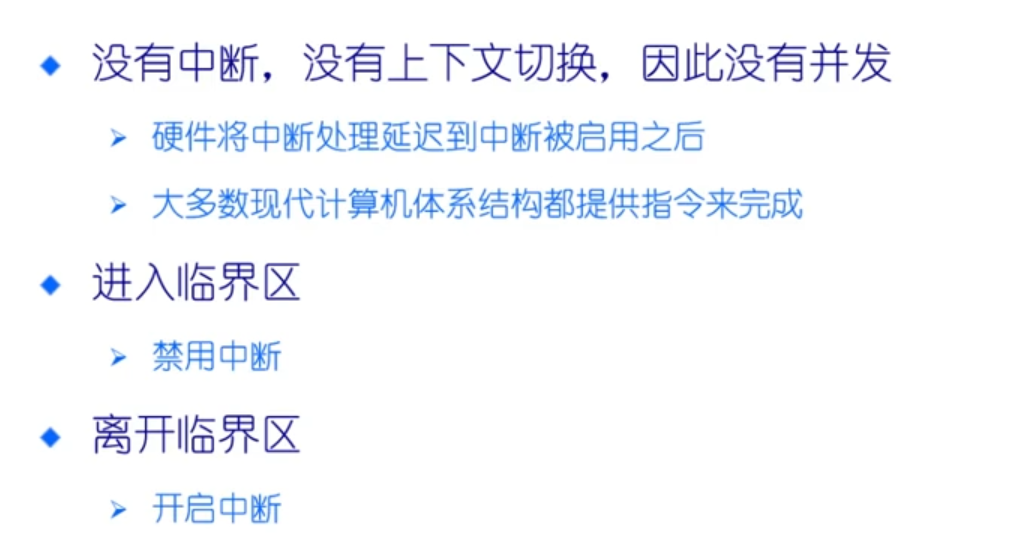 没有中断，没有上下文切换，因此没有并发
硬件将中断处理延迟到中断被启用之后
大多数现代计算机体系结构都提供指令来完成
进入临界区
禁用中断
离开临界区
开启中断